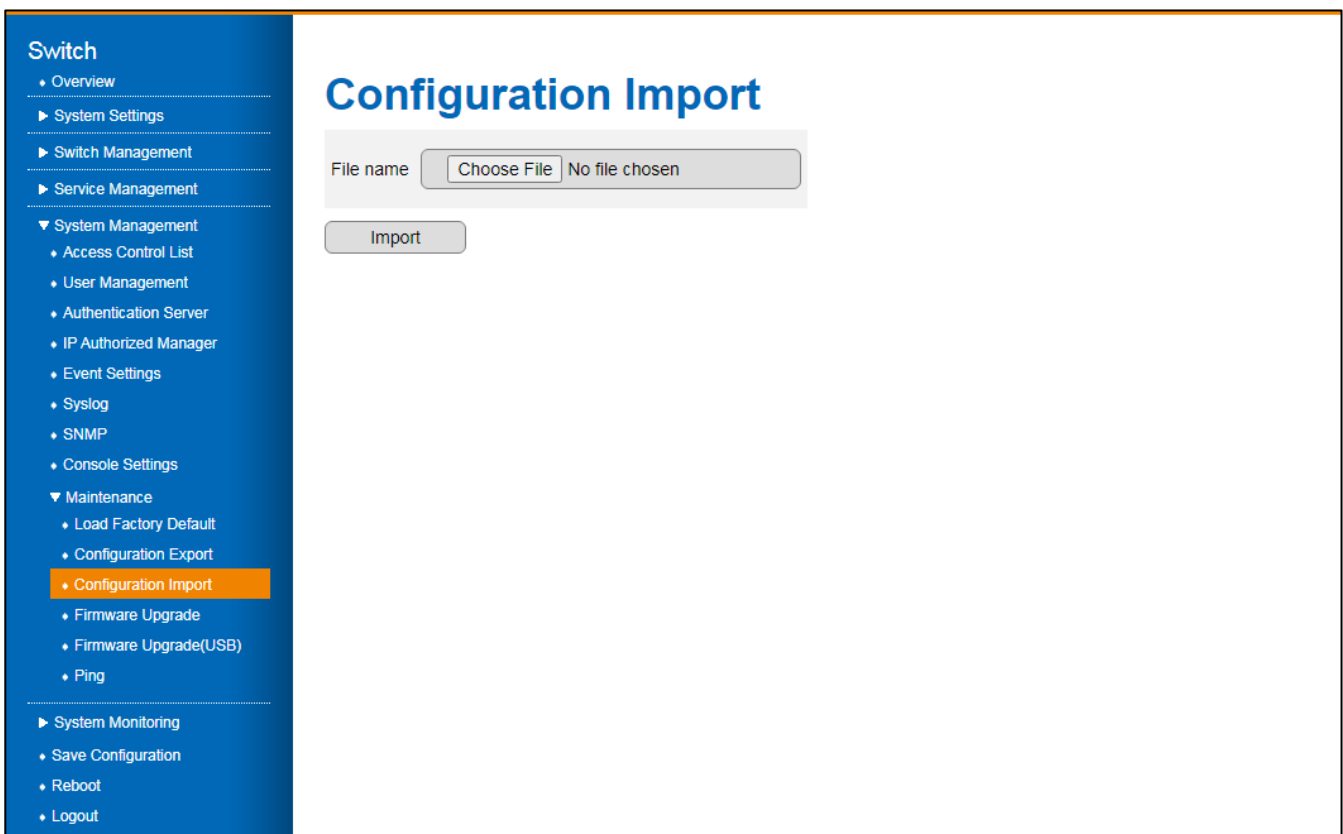 Switch
Overview
System Settings
Switch Management
Service Management
System Management
Access Control List
User Management
Authentication Server
IP Authorized Manager
Event Settings
Syslog
SNMP
Console Settings
Maintenance
Load Factory Default
Configuration Export
Configuration Import
Firmware Upgrade
Firmware Upgrade(USB)
Ping
System Monitoring
Save Configuration
Reboot
Logout
Configuration Import
File name Choose File No file chosen
Import